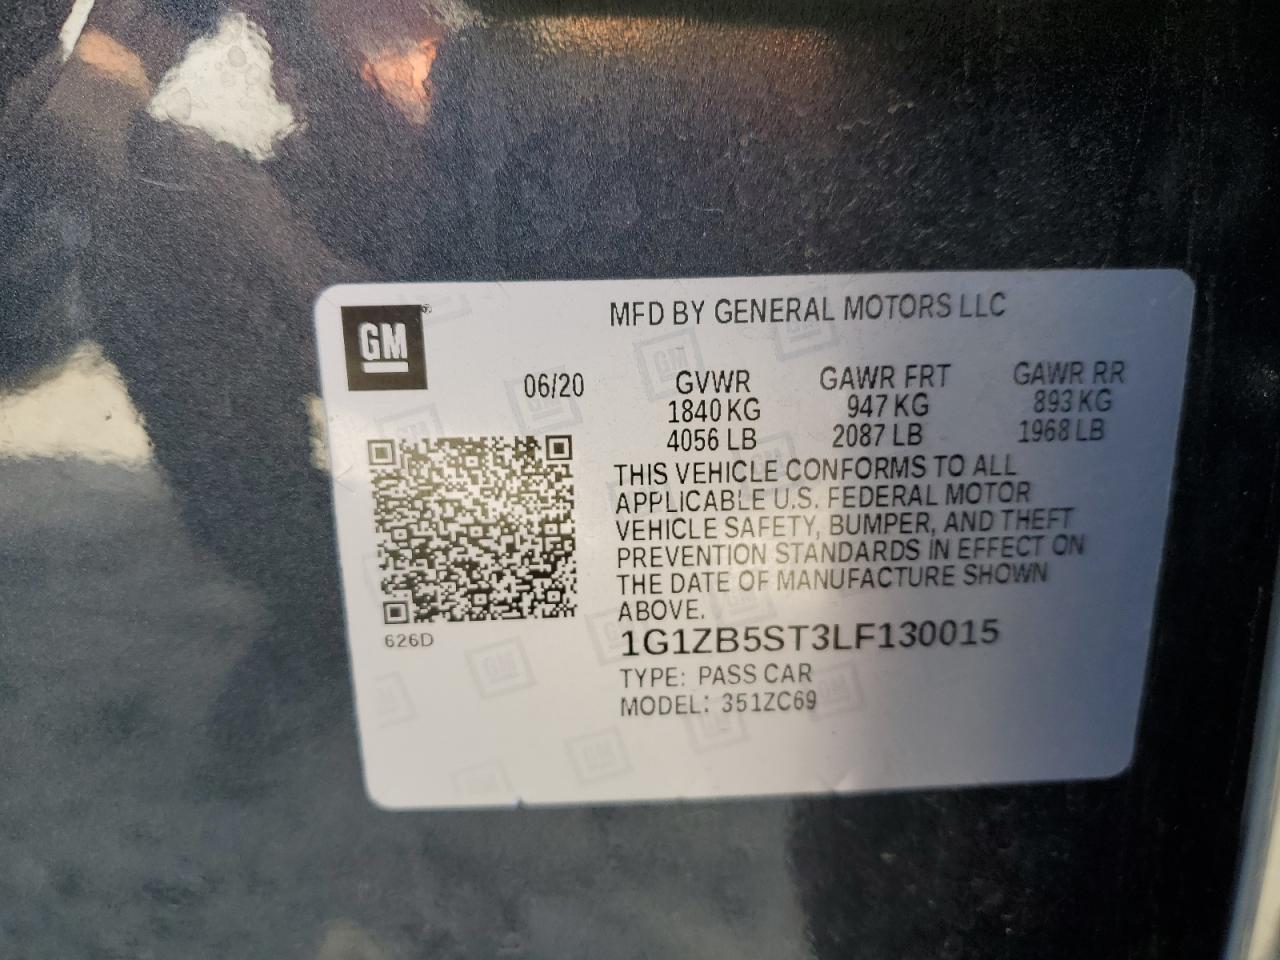 GM
MFD BY GENERAL MOTORS LLC
06/20
GVWR GAWR FRT GAWR RR
1840 KG 947 KG 893 KG
4056 LB 2087 LB 1968 LB
THIS VEHICLE CONFORMS TO ALL
APPLICABLE U.S. FEDERAL MOTOR
VEHICLE SAFETY, BUMPER, AND THEFT
PREVENTION STANDARDS IN EFFECT ON
THE DATE OF MANUFACTURE SHOWN
ABOVE.
626D
1G1ZB5ST3LF130015
TYPE: PASS CAR
MODEL: 351ZC69